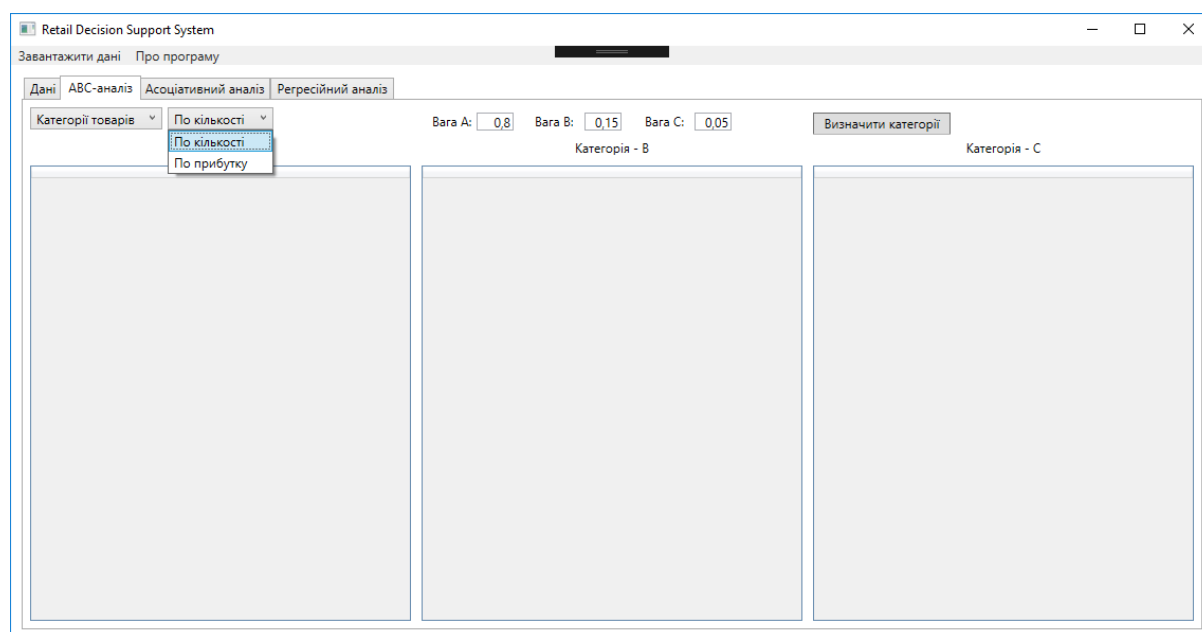 Retail Decision Support System
Завантажити дані Про програму
Дані АВС-аналіз Асоціативний аналіз Регресійний аналіз
Категорії товарів По кількості Вага А: 0,8 Вага В: 0,15 Вага С: 0,05 Визначити категорії
По кількості
По прибутку
Категорія - В Категорія - С